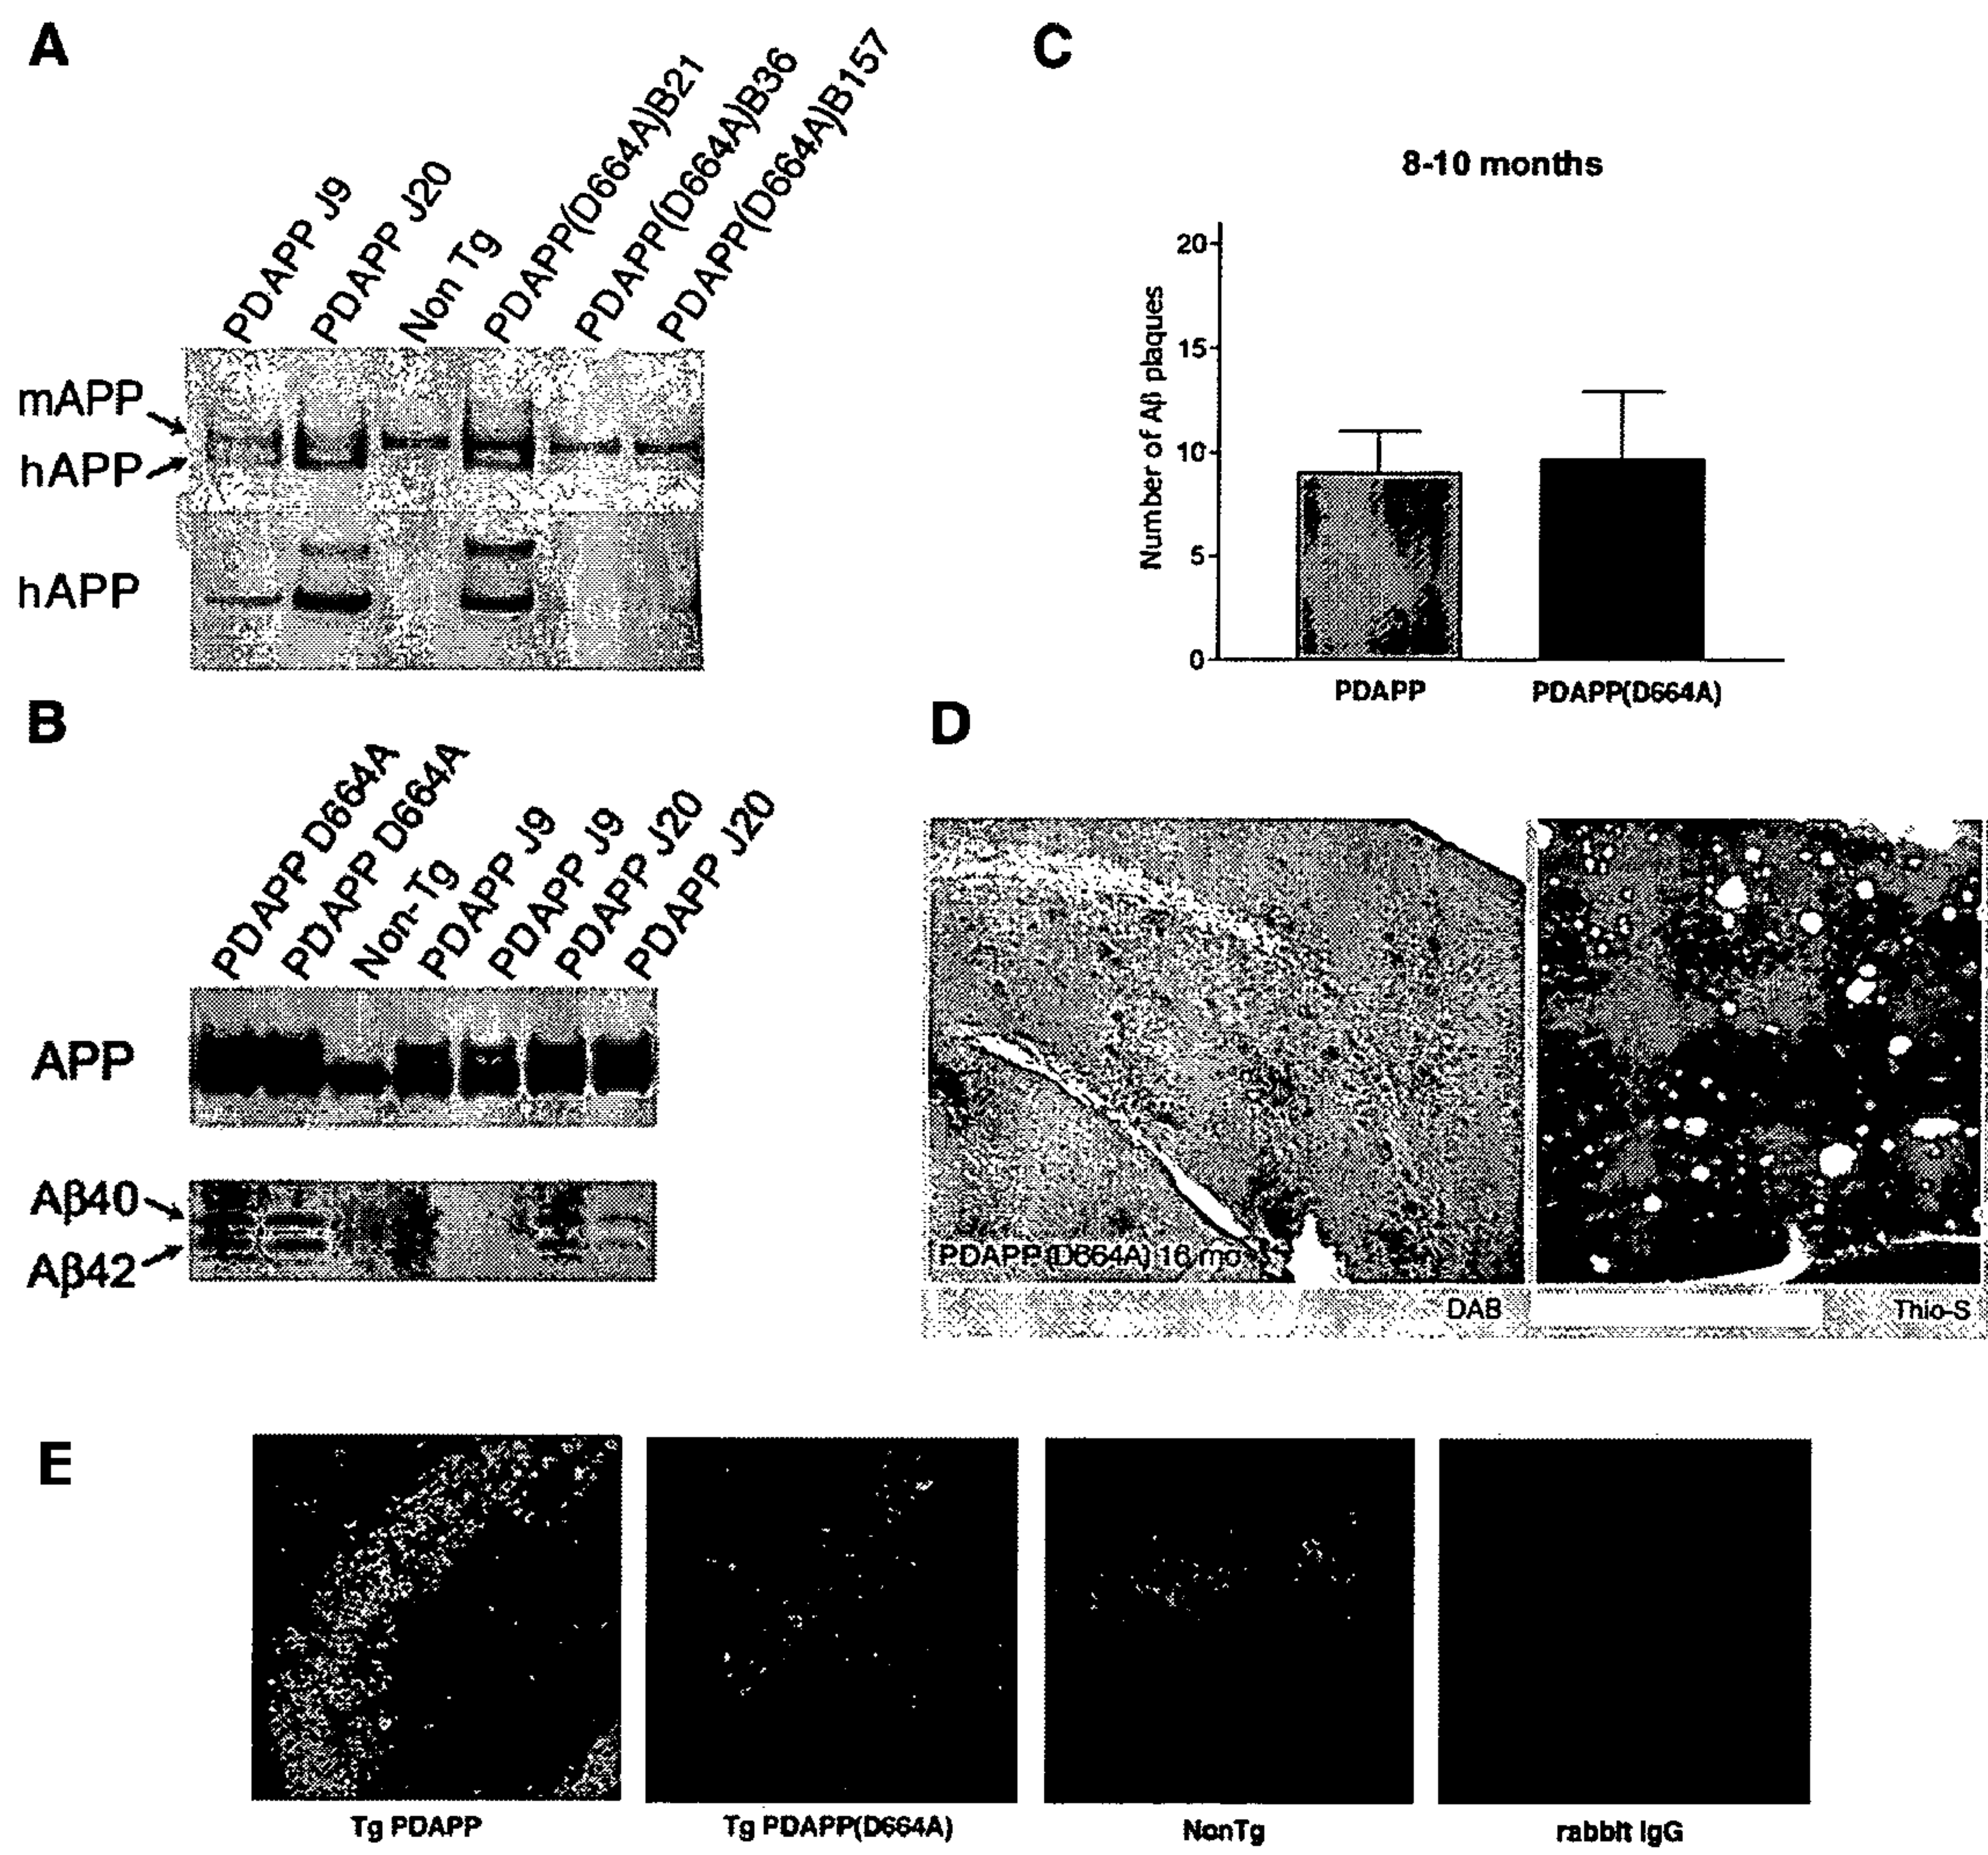 A
PDAPP J9
PDAPP J20
Non Tg
PDAPP(D664A)B21
PDAPP(D664A)B36
PDAPP(D664A)B157
mAPP
hAPP
hAPP
B
PDAPP D664A
PDAPP D664A
Non-Tg
PDAPP J9
PDAPP J9
PDAPP J20
PDAPP J20
APP
Aβ40
Aβ42
C
8-10 months
Number of Aβ plaques
20
15
10
5
0
PDAPP
PDAPP(D664A)
D
PDAPP (D664A) 16 mo
DAB
Thio-S
E
Tg PDAPP
Tg PDAPP(D664A)
NonTg
rabbit IgG